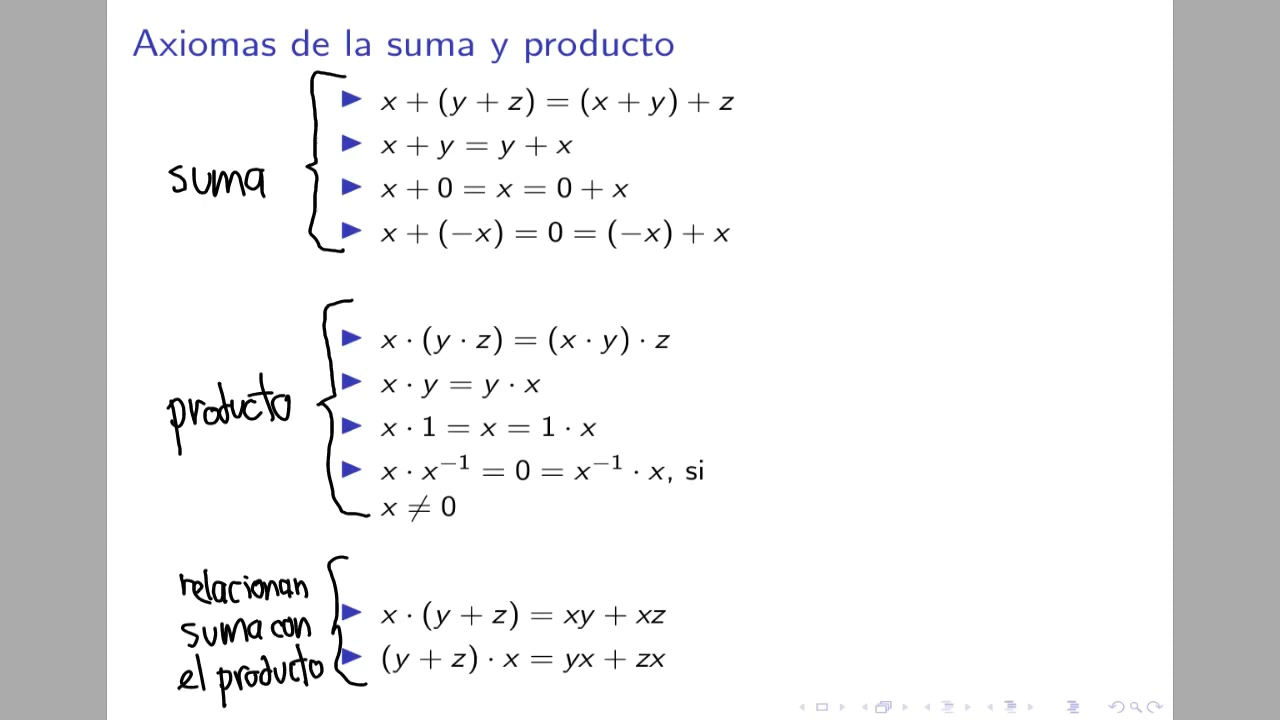 Axiomas de la suma y producto
suma
▶ x + (y + z) = (x + y) + z
▶ x + y = y + x
▶ x + 0 = x = 0 + x
▶ x + (−x) = 0 = (−x) + x
producto
▶ x · (y · z) = (x · y) · z
▶ x · y = y · x
▶ x · 1 = x = 1 · x
▶ x · x⁻¹ = 0 = x⁻¹ · x, si
x ≠ 0
relacionan
suma con
el producto
▶ x · (y + z) = xy + xz
▶ (y + z) · x = yx + zx